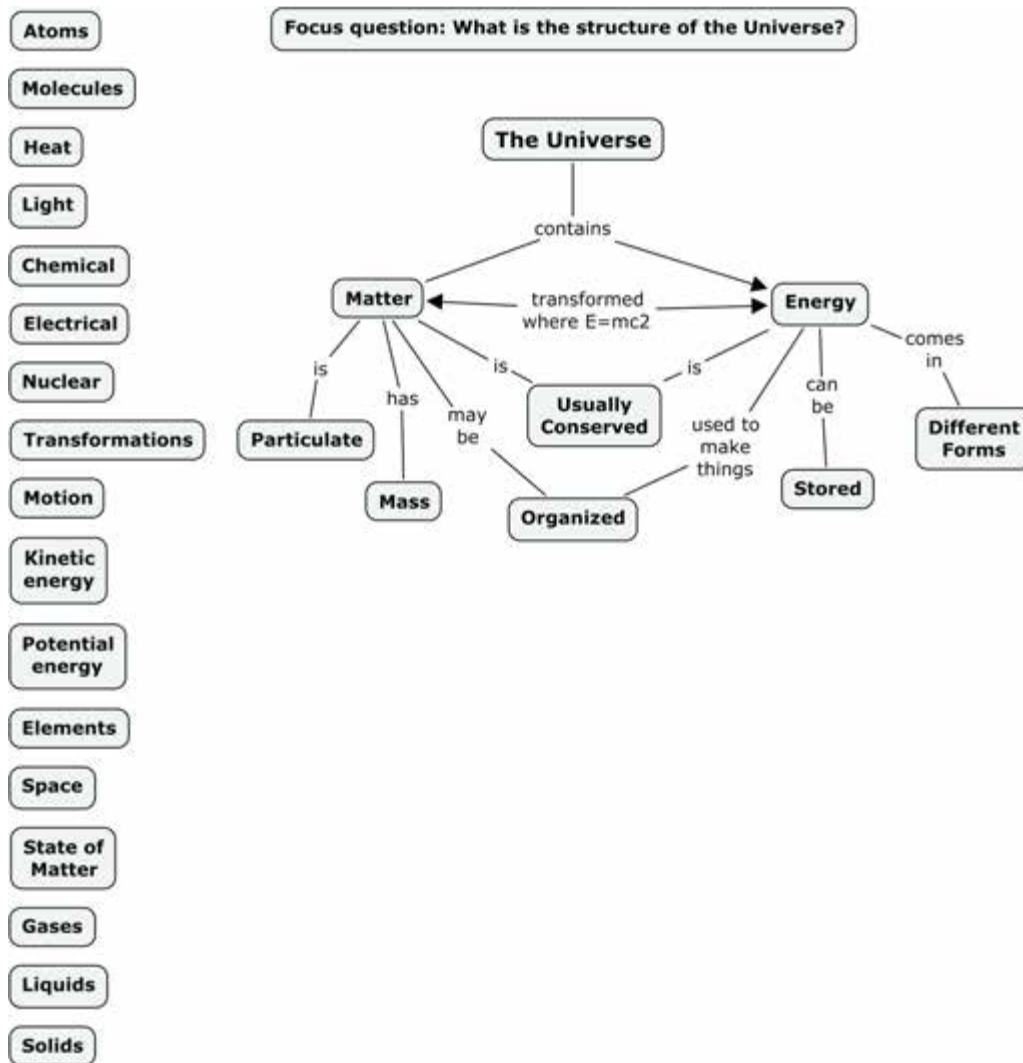 Atoms
Focus question: What is the structure of the Universe?
Molecules
Heat
Light
Chemical
Electrical
Nuclear
Transformations
Motion
Kinetic
energy
Potential
energy
Elements
Space
State of
Matter
Gases
Liquids
Solids
The Universe
contains
Matter
transformed
where E=mc2
Energy
is
has
may
be
is
is
used to
make
things
can
be
comes
in
Particulate
Mass
Organized
Usually
Conserved
Stored
Different
Forms